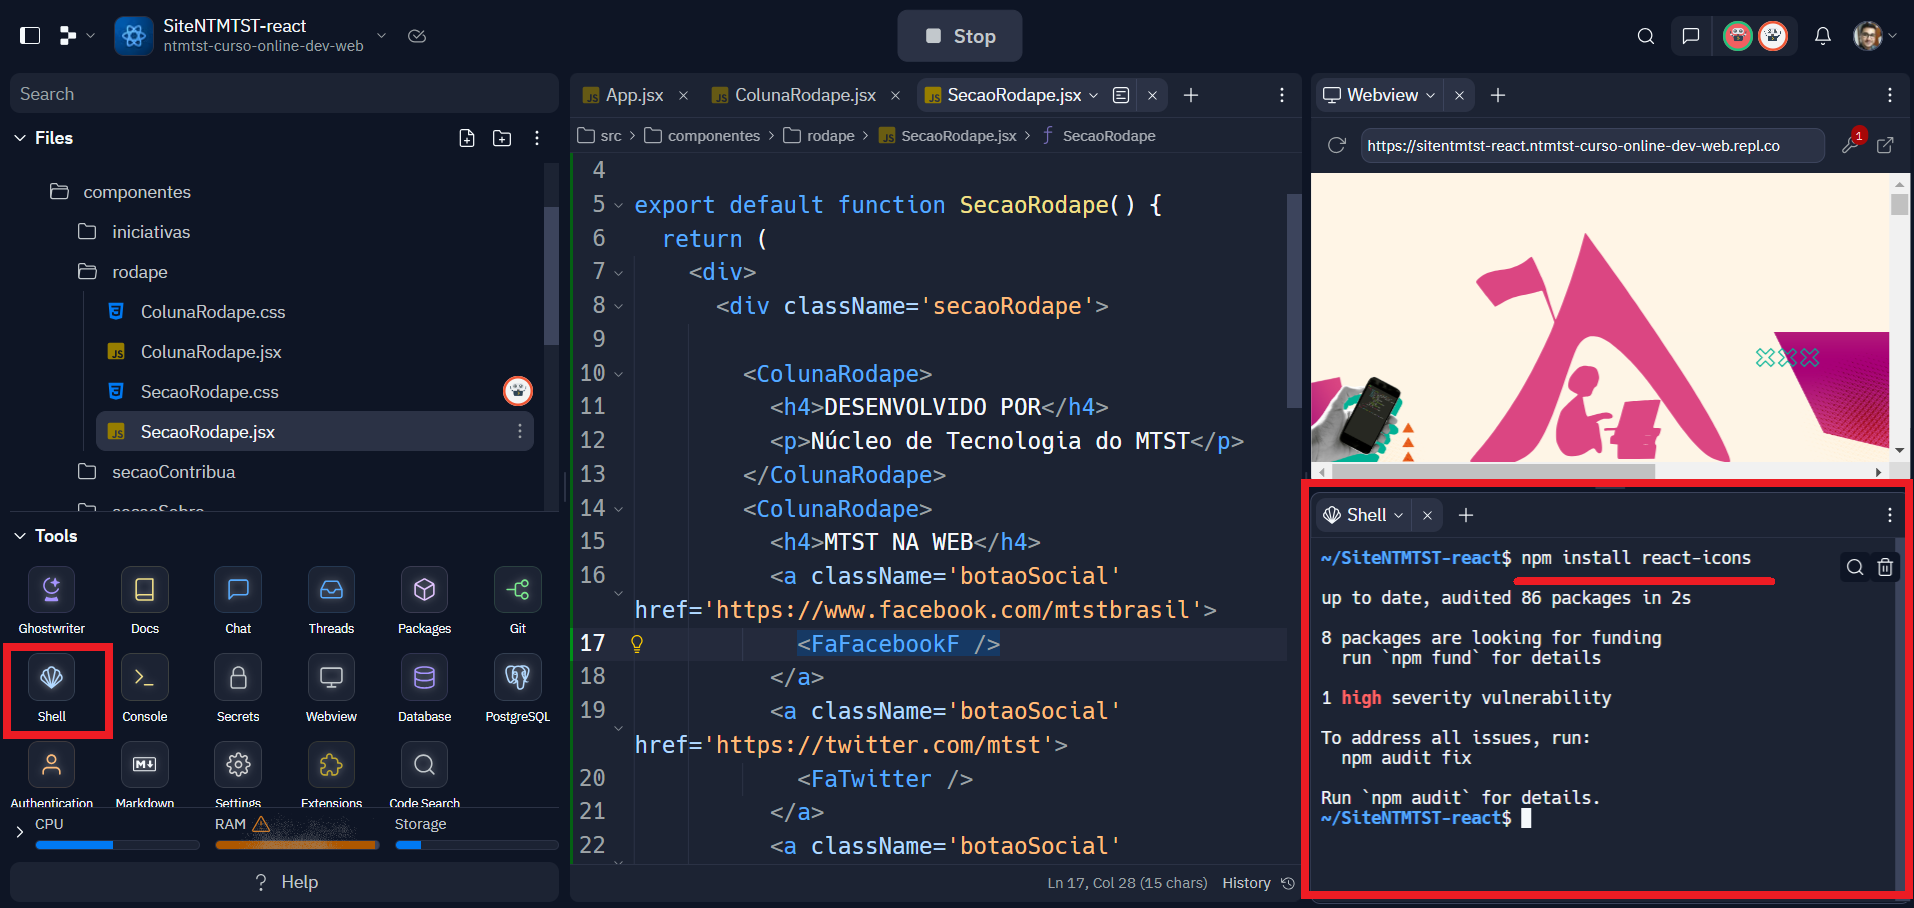 SiteNTMTST-react
ntmtst-curso-online-dev-web
Stop
Search
Files
componentes
iniciativas
rodape
ColunaRodape.css
ColunaRodape.jsx
SecaoRodape.css
SecaoRodape.jsx
secaoContribua
secaoSobre
Tools
Ghostwriter
Docs
Chat
Threads
Packages
Git
Shell
Console
Secrets
Webview
Database
PostgreSQL
Authentication
Markdown
Settings
Extensions
Code Search
CPU
RAM
Storage
? Help
JS App.jsx
JS ColunaRodape.jsx
JS SecaoRodape.jsx
src > componentes > rodape > JS SecaoRodape.jsx > f SecaoRodape
4
5 export default function SecaoRodape() {
6 return (
7 <div>
8 <div className='secaoRodape'>
9
10 <ColunaRodape>
11 <h4>DESENVOLVIDO POR</h4>
12 <p>Núcleo de Tecnologia do MTST</p>
13 </ColunaRodape>
14 <ColunaRodape>
15 <h4>MTST NA WEB</h4>
16 <a className='botaoSocial'
href='https://www.facebook.com/mtstbrasil'>
17 <FaFacebookF />
18 </a>
19 <a className='botaoSocial'
href='https://twitter.com/mtst'>
20 <FaTwitter />
21 </a>
22 <a className='botaoSocial'
Ln 17, Col 28 (15 chars) History
Webview
https://sitentmtst-react.ntmtst-curso-online-dev-web.repl.co
1
Shell
~/SiteNTMTST-react$ npm install react-icons
up to date, audited 86 packages in 2s
8 packages are looking for funding
run `npm fund` for details
1 high severity vulnerability
To address all issues, run:
npm audit fix
Run `npm audit` for details.
~/SiteNTMTST-react$